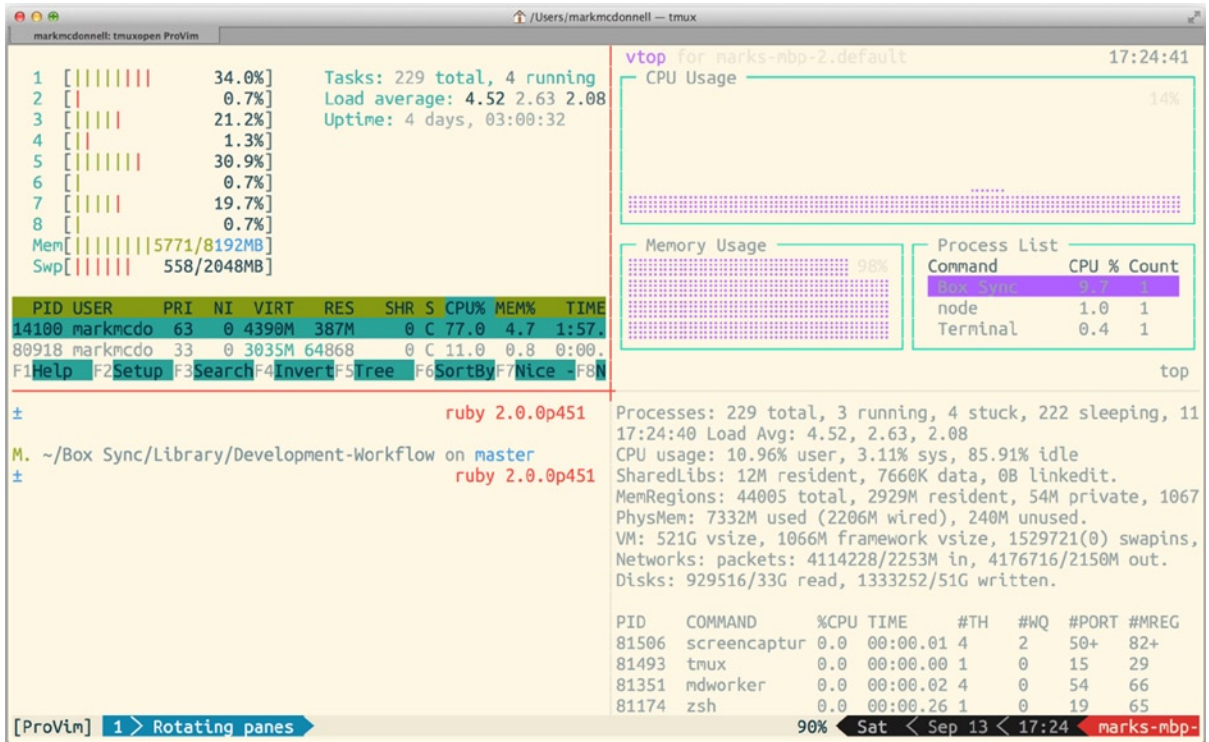 /Users/markmcdonnell — tmux
markmcdonnell: tmuxopen ProVim
1 [|||||||| 34.0%] Tasks: 229 total, 4 running
2 [| 0.7%] Load average: 4.52 2.63 2.08
3 [||||| 21.2%] Uptime: 4 days, 03:00:32
4 [|| 1.3%]
5 [||||||| 30.9%]
6 [| 0.7%]
7 [||||| 19.7%]
8 [| 0.7%]
Mem[||||||||5771/8192MB]
Swp[|||||| 558/2048MB]
PID USER PRI NI VIRT RES SHR S CPU% MEM% TIME
14100 markmcdo 63 0 4390M 387M 0 C 77.0 4.7 1:57.
80918 markmcdo 33 0 3035M 64868 0 C 11.0 0.8 0:00.
F1Help F2Setup F3SearchF4InvertF5Tree F6SortByF7Nice -F8N
vtop for marks-mbp-2.default 17:24:41
CPU Usage
14%
Memory Usage
98%
Process List
Command CPU % Count
Box Sync 9.7 1
node 1.0 1
Terminal 0.4 1
top
± ruby 2.0.0p451
M. ~/Box Sync/Library/Development-Workflow on master
± ruby 2.0.0p451
Processes: 229 total, 3 running, 4 stuck, 222 sleeping, 11
17:24:40 Load Avg: 4.52, 2.63, 2.08
CPU usage: 10.96% user, 3.11% sys, 85.91% idle
SharedLibs: 12M resident, 7660K data, 0B linkedit.
MemRegions: 44005 total, 2929M resident, 54M private, 1067
PhysMem: 7332M used (2206M wired), 240M unused.
VM: 521G vsize, 1066M framework vsize, 1529721(0) swapins,
Networks: packets: 4114228/2253M in, 4176716/2150M out.
Disks: 929516/33G read, 1333252/51G written.
PID COMMAND %CPU TIME #TH #WQ #PORT #MREG
81506 screencaptur 0.0 00:00.01 4 2 50+ 82+
81493 tmux 0.0 00:00.00 1 0 15 29
81351 mdworker 0.0 00:00.02 4 0 54 66
81174 zsh 0.0 00:00.26 1 0 19 65
[ProVim] 1 > Rotating panes 90% < Sat < Sep 13 < 17:24 < marks-mbp-